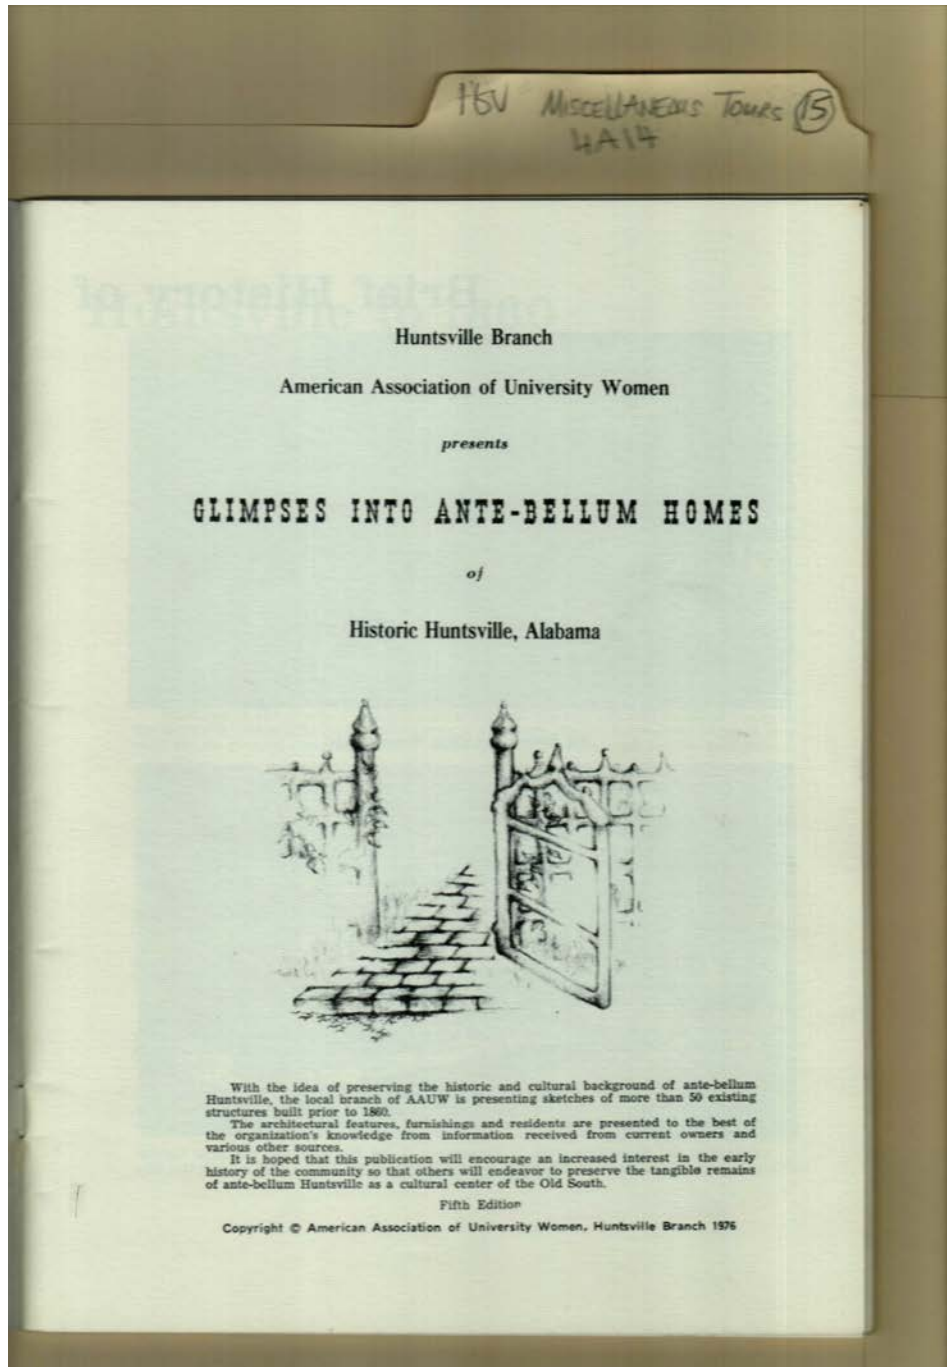 HSV MISCELLANEOUS TOURS 15
4A14
Brief History of
Huntsville Branch
American Association of University Women
presents
GLIMPSES INTO ANTE-BELLUM HOMES
of
Historic Huntsville, Alabama
With the idea of preserving the historic and cultural background of ante-bellum
Huntsville, the local branch of AAUW is presenting sketches of more than 50 existing
structures built prior to 1860.
The architectural features, furnishings and residents are presented to the best of
the organization's knowledge from information received from current owners and
various other sources.
It is hoped that this publication will encourage an increased interest in the early
history of the community so that others will endeavor to preserve the tangible remains
of ante-bellum Huntsville as a cultural center of the Old South.
Fifth Edition
Copyright © American Association of University Women, Huntsville Branch 1976